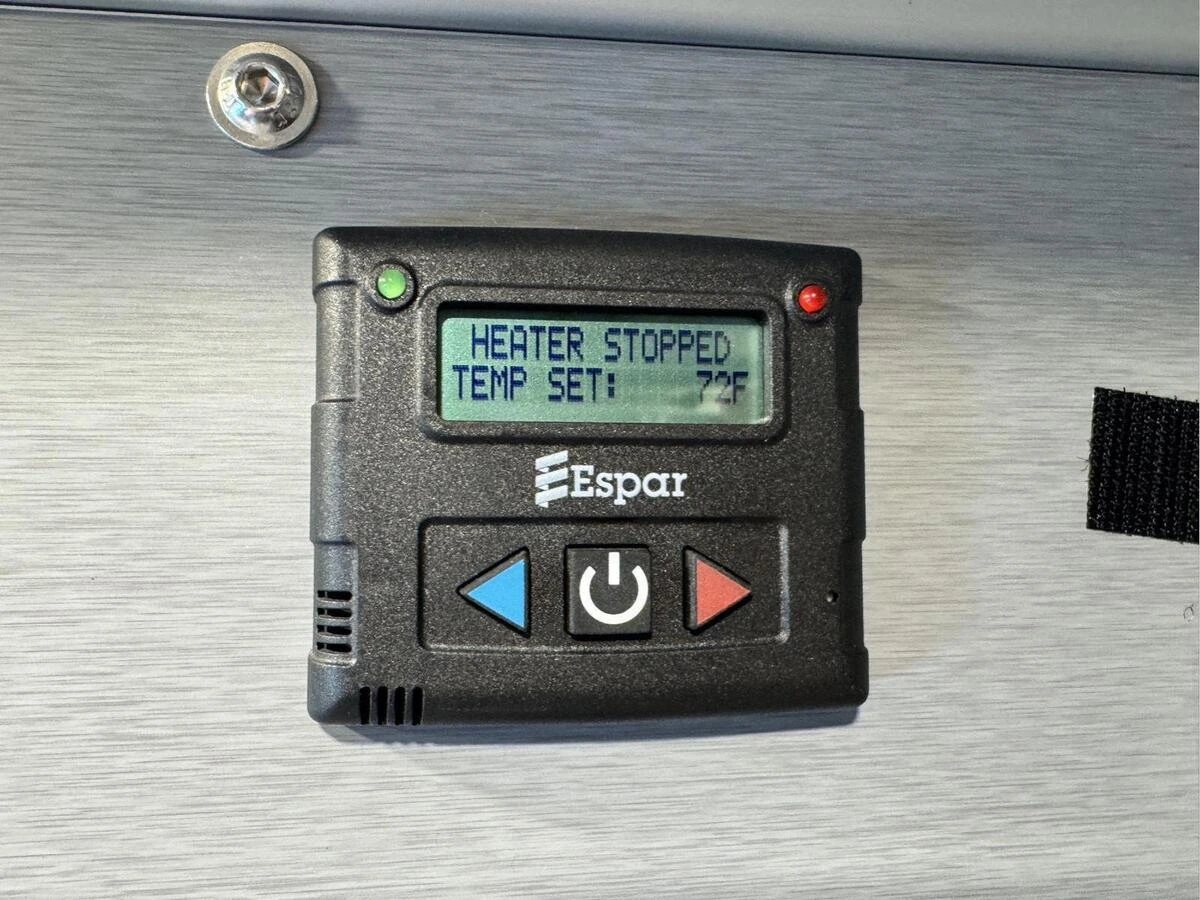 HEATER STOPPED
TEMP SET: 72F
Espar